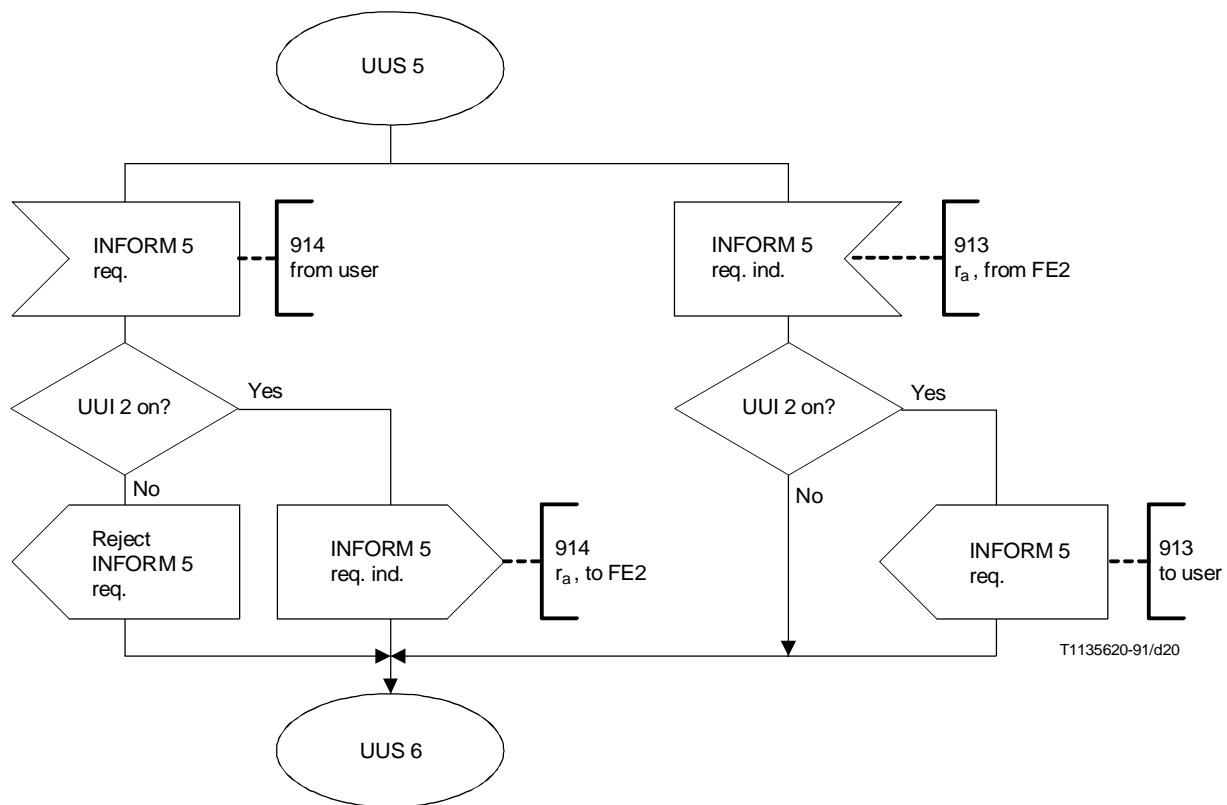 UUS 5
INFORM 5
req.
914
from user
INFORM 5
req. ind.
913
ra, from FE2
UUI 2 on?
Yes
No
UUI 2 on?
Yes
No
Reject
INFORM 5
req.
INFORM 5
req. ind.
914
ra, to FE2
INFORM 5
req.
913
to user
T1135620-91/d20
UUS 6